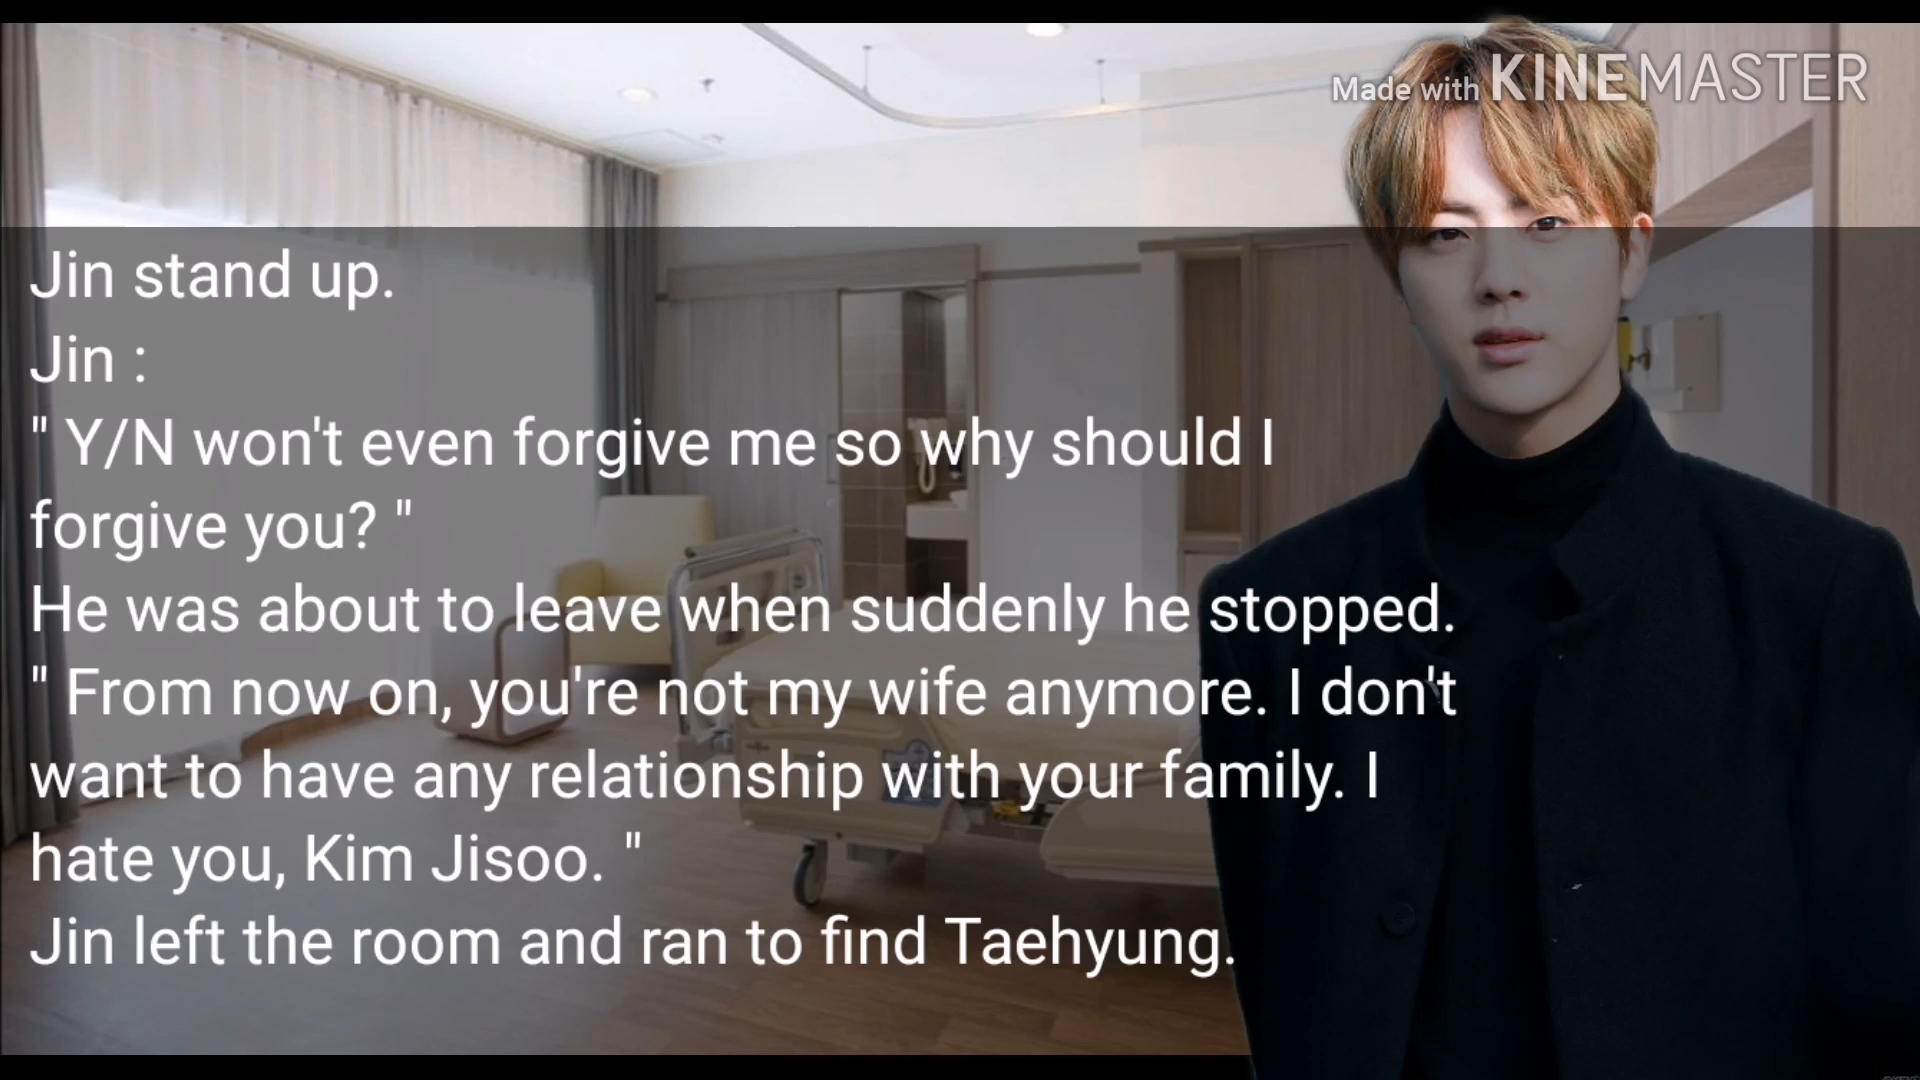 Made with KINEMASTER
Jin stand up.
Jin :
" Y/N won't even forgive me so why should I
forgive you? "
He was about to leave when suddenly he stopped.
" From now on, you're not my wife anymore. I don't
want to have any relationship with your family. I
hate you, Kim Jisoo. "
Jin left the room and ran to find Taehyung.